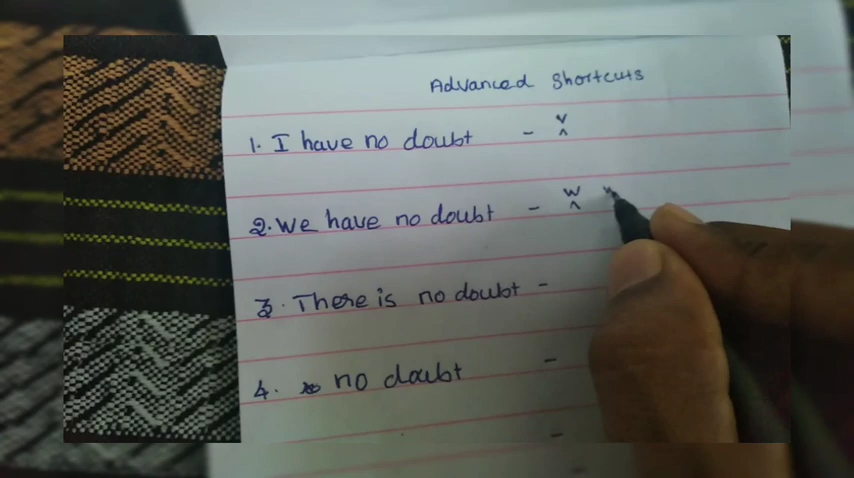 Advanced Shortcuts
1. I have no doubt -
2. We have no doubt -
3. There is no doubt -
4. no doubt -
-